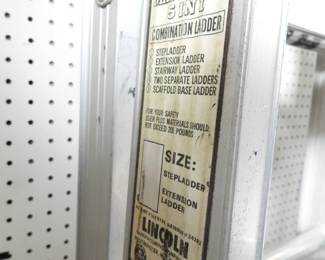 5 IN 1
COMBINATION LADDER
STEPLADDER
EXTENSION LADDER
STAIRWAY LADDER
TWO SEPARATE LADDERS
SCAFFOLD BASE LADDER
FOR YOUR SAFETY
USER PLUS MATERIALS SHOULD
NOT EXCEED 200 POUNDS
SIZE:
STEPLADDER
EXTENSION
LADDER
LINCOLN